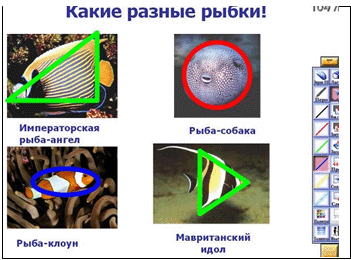 Какие разные рыбки!
Императорская
рыба-ангел
Рыба-собака
Рыба-клоун
Мавританский
идол